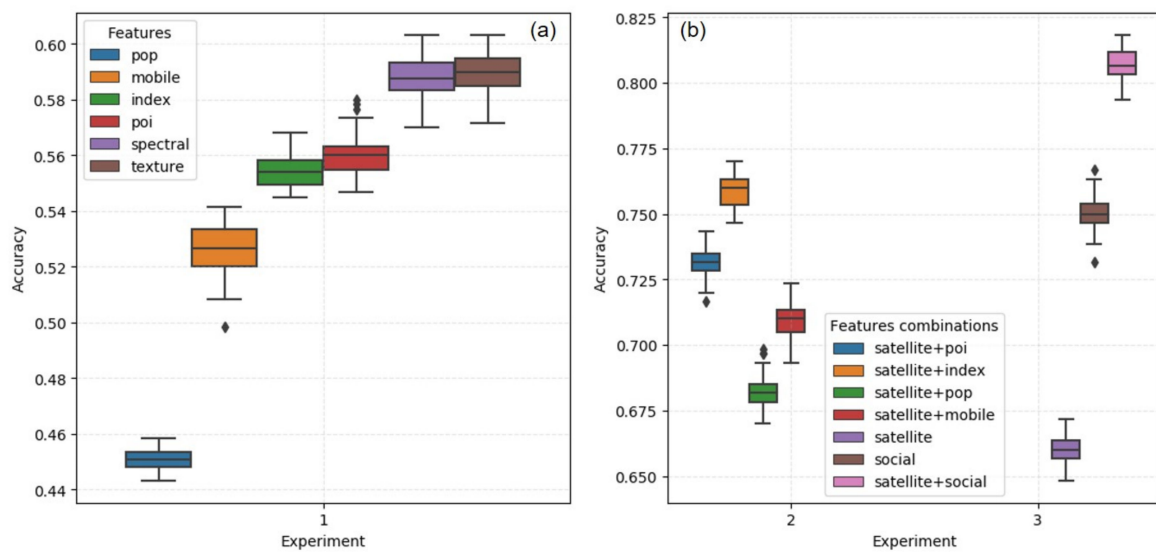 (a)
Features
pop
mobile
index
poi
spectral
texture
0.60
0.58
0.56
0.54
0.52
0.50
0.48
0.46
0.44
Accuracy
1
Experiment
(b)
0.825
0.800
0.775
0.750
0.725
0.700
0.675
0.650
Accuracy
Features combinations
satellite+poi
satellite+index
satellite+pop
satellite+mobile
satellite
social
satellite+social
2 3
Experiment